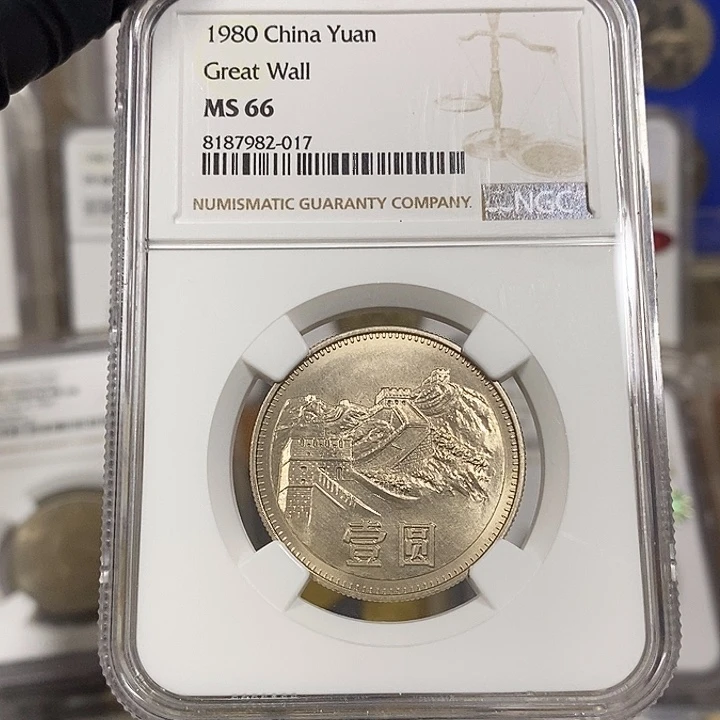 1980 China Yuan
Great Wall
MS 66
8187982-017
NUMISMATIC GUARANTY COMPANY
NGC
壹圆